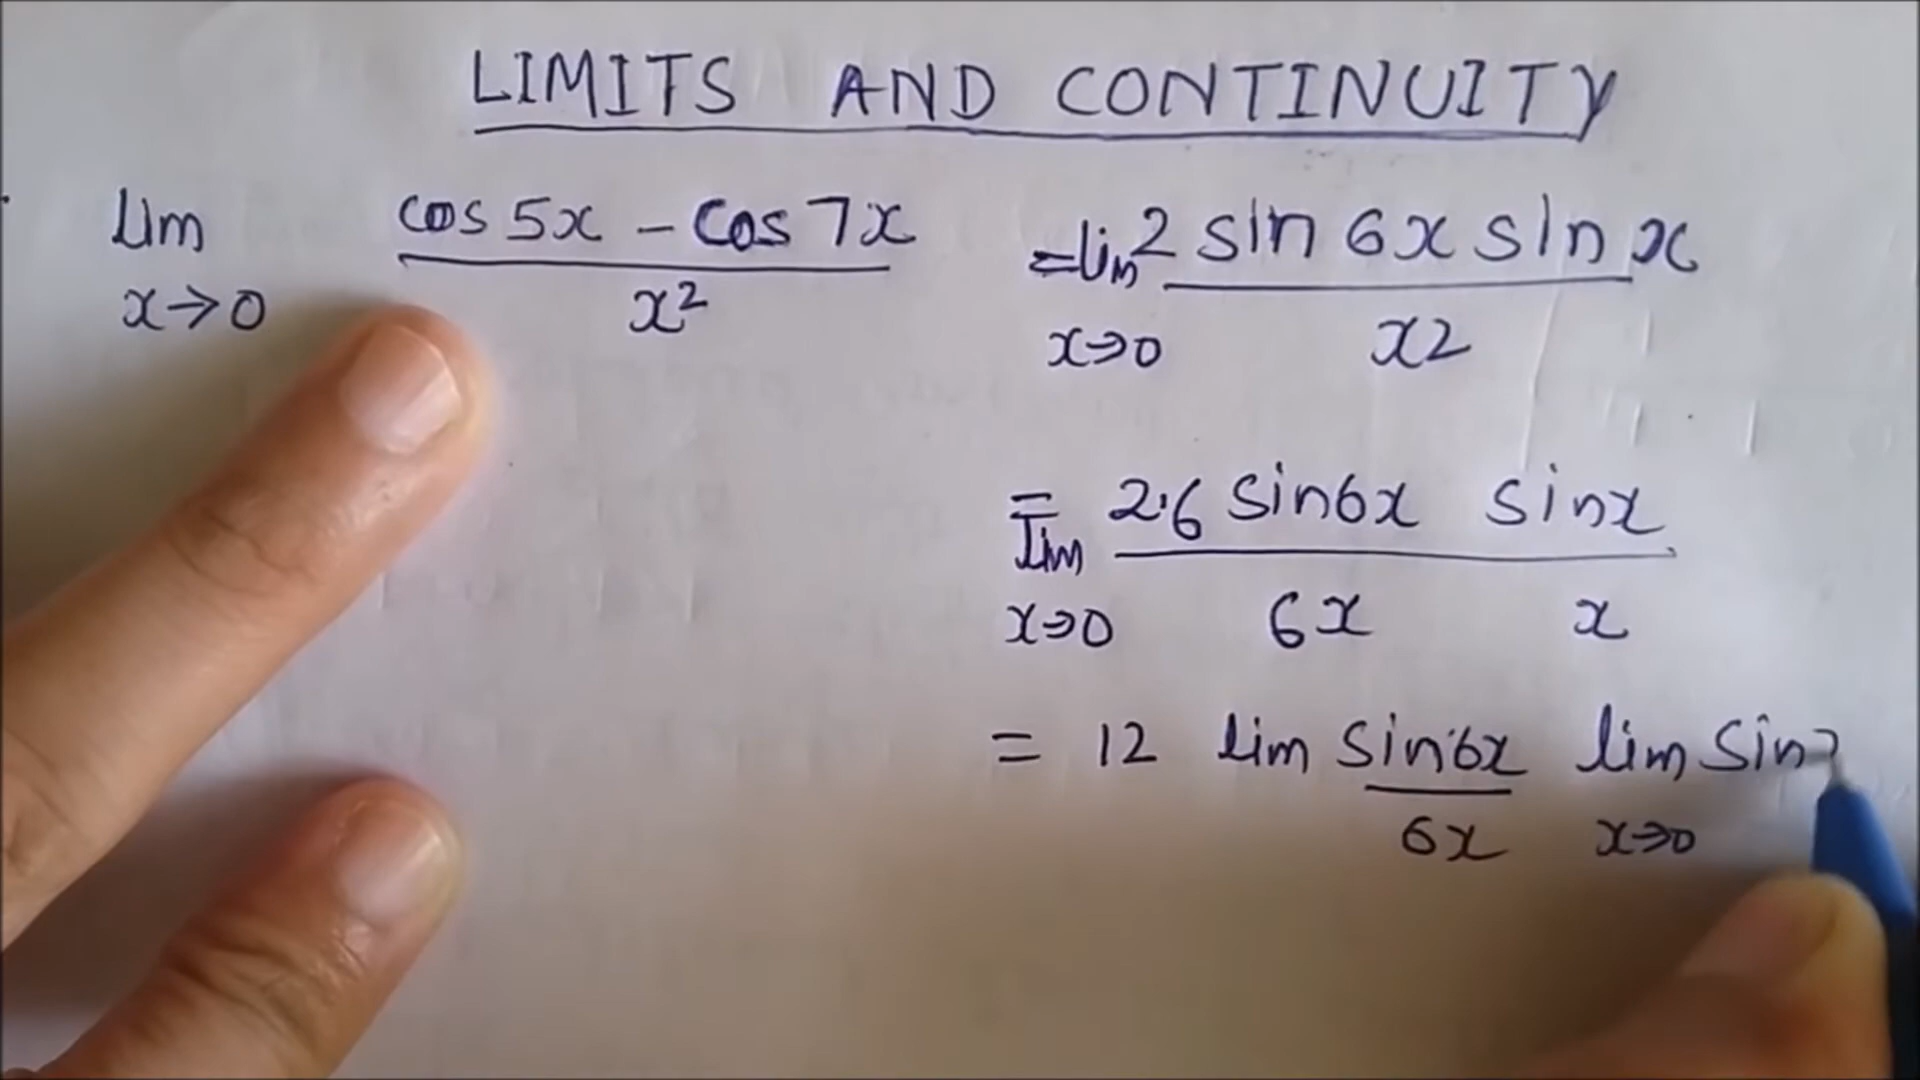 LIMITS AND CONTINUITY
lim cos 5x - cos 7x = lim 2 sin 6x sin x
x→0 x² x→0 x2
= 2·6 sin6x sinx
lim
x→0 6x x
= 12 lim sin6x lim sin
6x x→0